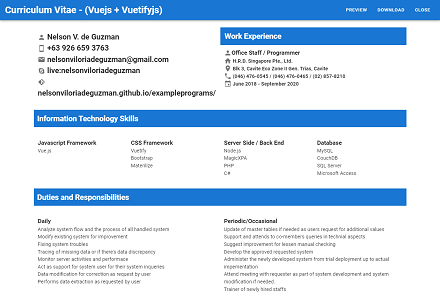 Curriculum Vitae - (Vuejs + Vuetifyjs)
PREVIEW DOWNLOAD CLOSE
Nelson V. de Guzman
+63 926 659 3763
nelsonviloriadeguzman@gmail.com
live:nelsonviloriadeguzman
nelsonviloriadeguzman.github.io/exampleprograms/
Work Experience
Office Staff / Programmer
H.R.D. Singapore Pte., Ltd.
Blk 3, Cavite Eco Zone II Gen. Trias, Cavite
(046) 476-0545 / (046) 476-0465 / (02) 857-8210
June 2018 - September 2020
Information Technology Skills
Javascript Framework
Vue.js
CSS Framework
Vuetify
Bootstrap
Materilize
Server Side / Back End
Node.js
MagicXPA
PHP
C#
Database
MySQL
CouchDB
SQL Server
Microsoft Access
Duties and Responsibilities
Daily
Analyze system flow and the process of all handled system
Modify existing system for improvement
Fixing system troubles
Tracing of missing data or if there's data discrepancy
Monitor server activities and performace
Act as support for system user for their system inqueries
Data modification for correction as request by user
Performs data extraction as requested by user
Periodic/Occasional
Update of master tables if needed as users request for additional values
Support and attends to co-members queries in technical aspects
Suggest improvement for lessen manual checking
Develop the approved requested system
Administer the newly developed system from trial deployment up to actual
implementation
Attend meeting with requester as part of system development and system
modification if needed.
Trainer of newly hired staffs